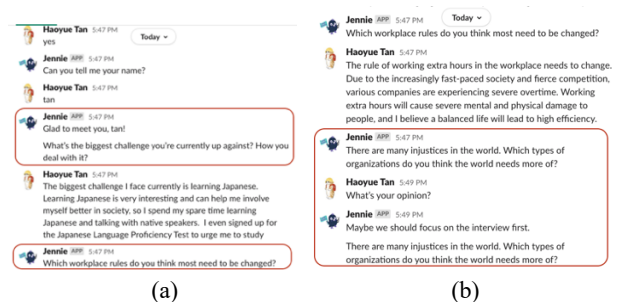 Haoyue Tan 5:47 PM
yes
Today
Jennie APP 5:47 PM
Can you tell me your name?
Haoyue Tan 5:47 PM
tan
Jennie APP 5:47 PM
Glad to meet you, tan!
What's the biggest challenge you're currently up against? How you
deal with it?
Haoyue Tan 5:47 PM
The biggest challenge I face currently is learning Japanese.
Learning Japanese is very interesting and can help me involve
myself better in society, so I spend my spare time learning
Japanese and talking with native speakers. I even signed up for
the Japanese Language Proficiency Test to urge me to study
Jennie APP 5:47 PM
Which workplace rules do you think most need to be changed?
(a)
Jennie APP 5:47 PM
Today
Which workplace rules do you think most need to be changed?
Haoyue Tan 5:47 PM
The rule of working extra hours in the workplace needs to change.
Due to the increasingly fast-paced society and fierce competition,
various companies are experiencing severe overtime. Working
extra hours will cause severe mental and physical damage to
people, and I believe a balanced life will lead to high efficiency.
Jennie APP 5:47 PM
There are many injustices in the world. Which types of
organizations do you think the world needs more of?
Haoyue Tan 5:49 PM
What's your opinion?
Jennie APP 5:49 PM
Maybe we should focus on the interview first.
There are many injustices in the world. Which types of
organizations do you think the world needs more of?
(b)